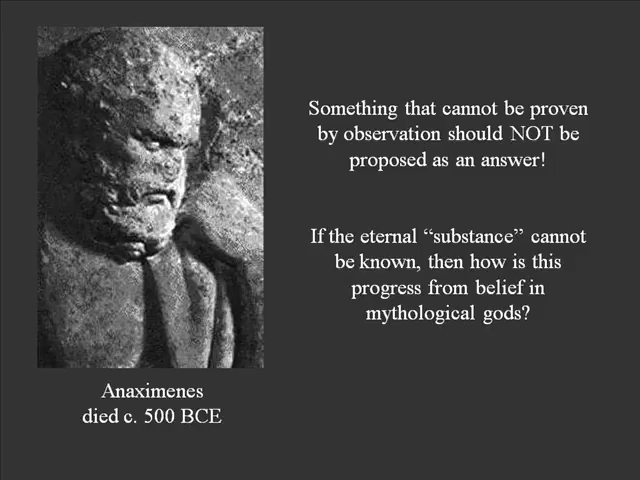 Something that cannot be proven
by observation should NOT be
proposed as an answer!
If the eternal “substance” cannot
be known, then how is this
progress from belief in
mythological gods?
Anaximenes
died c. 500 BCE